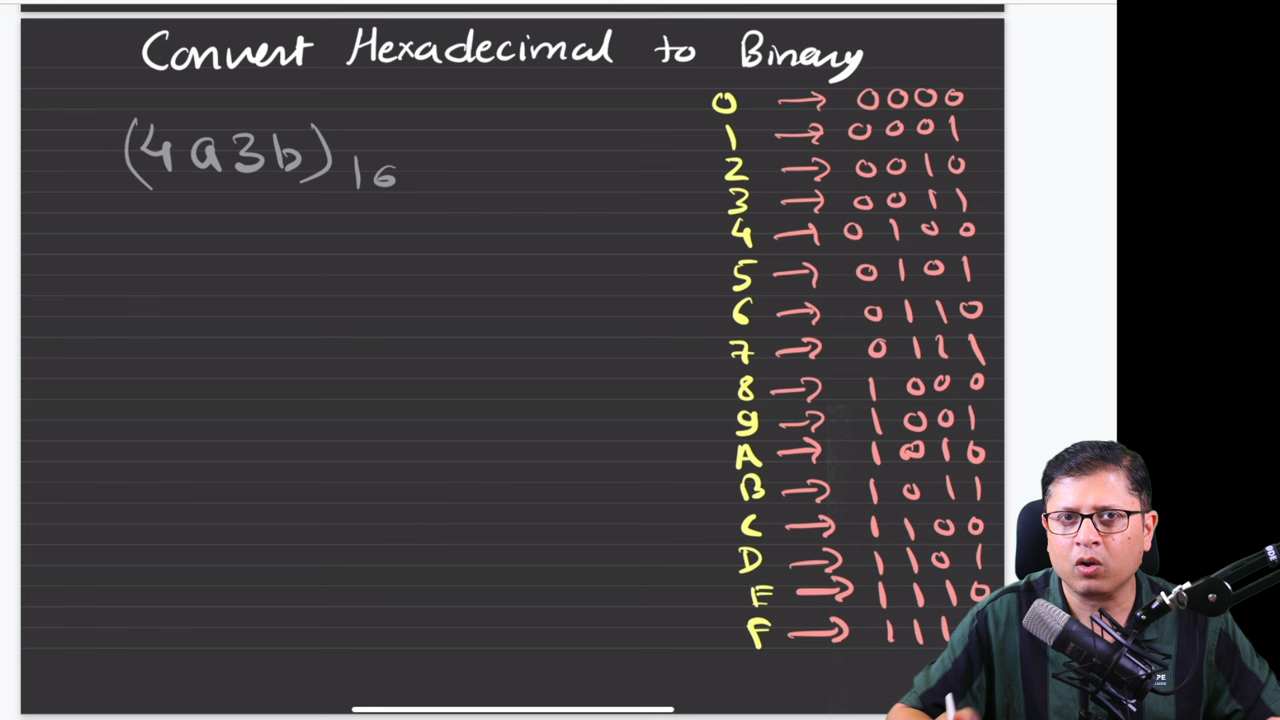 Convert Hexadecimal to Binary
(4a3b)16
0 → 0000
1 → 0001
2 → 0010
3 → 0011
4 → 0100
5 → 0101
6 → 0110
7 → 0111
8 → 1000
9 → 1001
A → 1010
B → 1011
C → 1100
D → 1101
E → 1110
F → 111